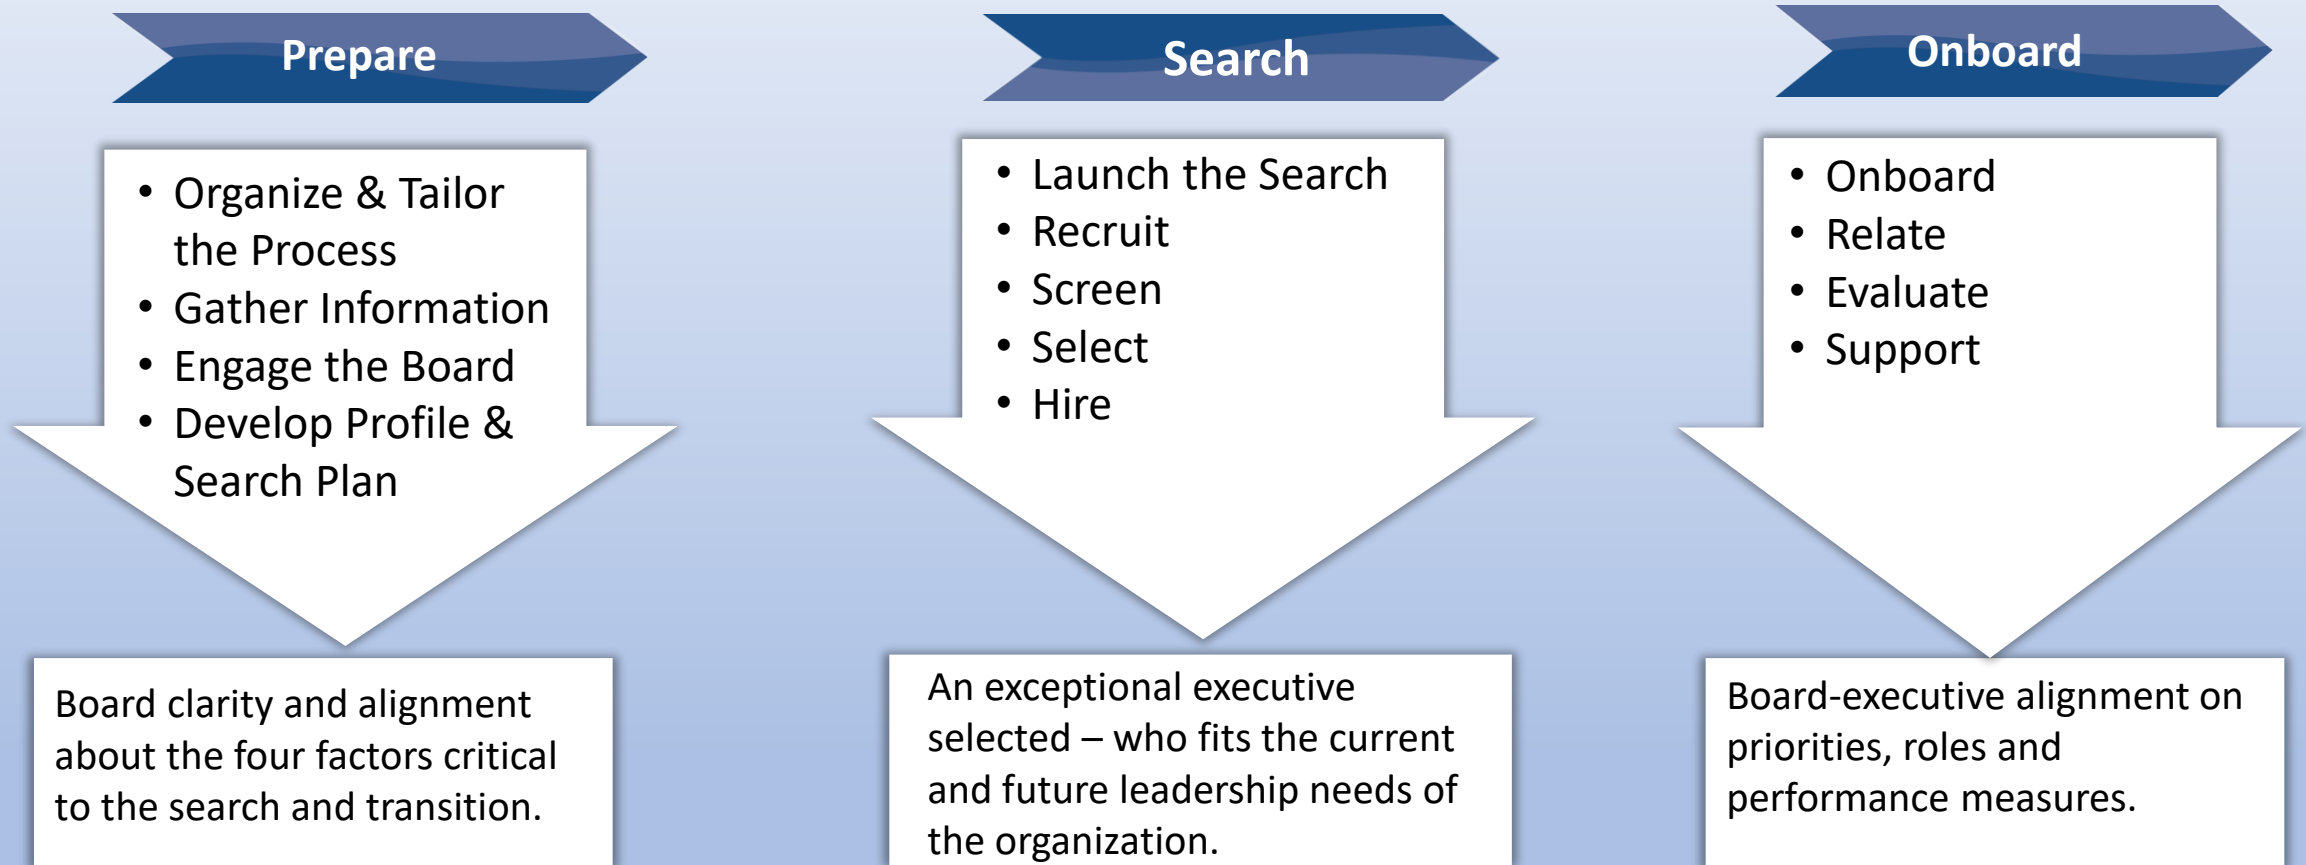 Prepare
• Organize & Tailor
the Process
• Gather Information
• Engage the Board
• Develop Profile &
Search Plan
Board clarity and alignment
about the four factors critical
to the search and transition.
Search
• Launch the Search
• Recruit
• Screen
• Select
• Hire
An exceptional executive
selected – who fits the current
and future leadership needs of
the organization.
Onboard
• Onboard
• Relate
• Evaluate
• Support
Board-executive alignment on
priorities, roles and
performance measures.